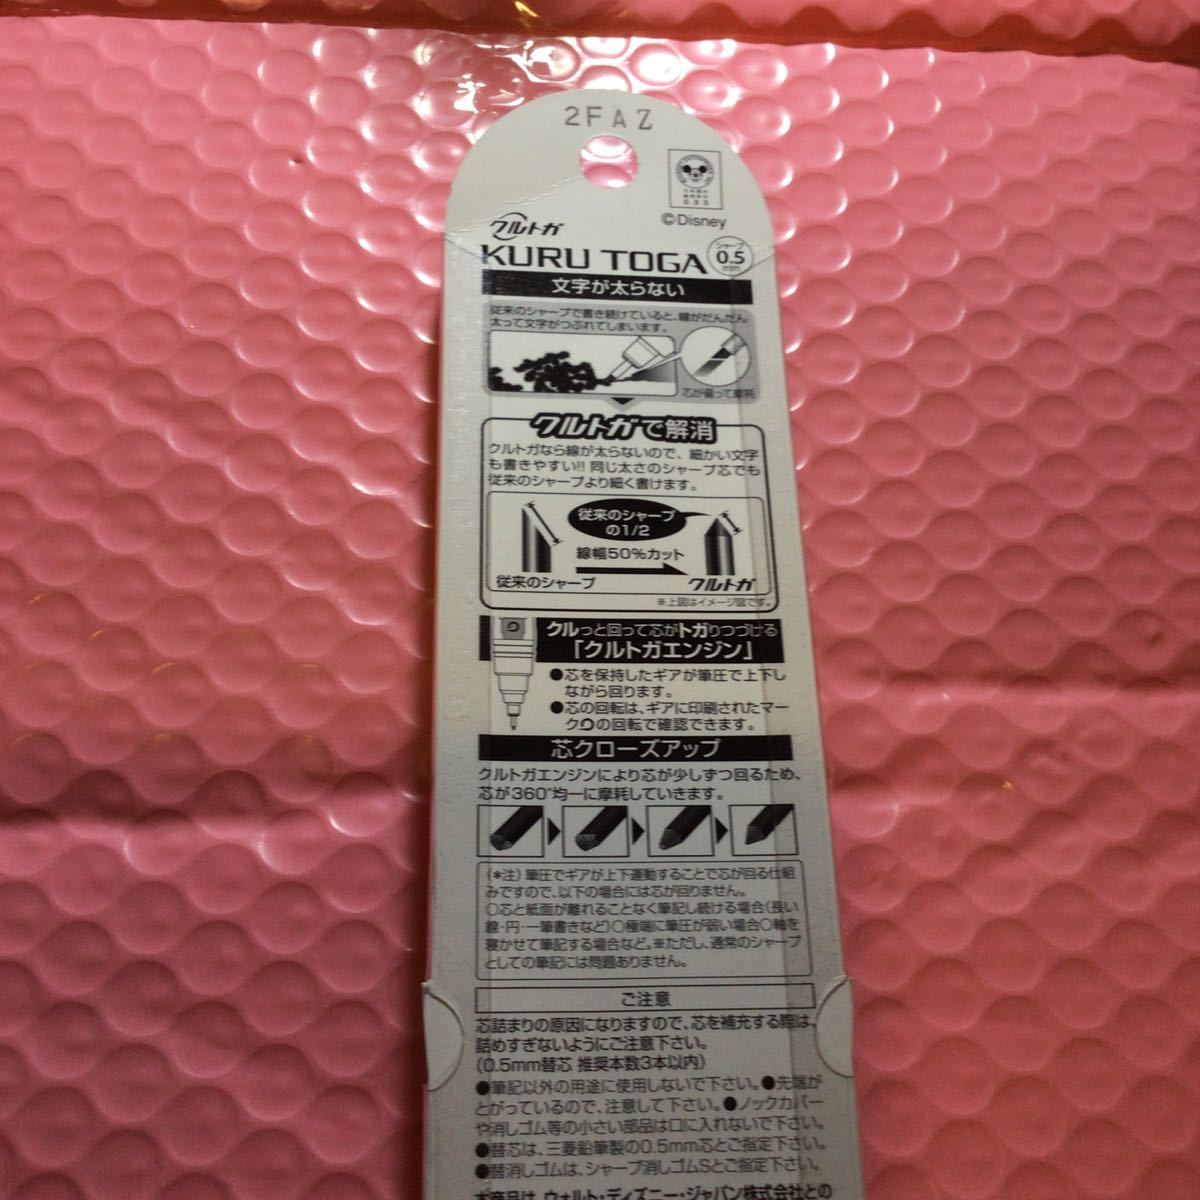 2FAZ
033
©Disney
クルトガ
KURU TOGA
シャープ
0.5
mm
文字が太らない
従来のシャープで書き続けていると、線がだんだん
太って文字がつぶれてしまいます。
芯が偏って摩耗
クルトガで解消
クルトガなら線が太らないので、細かい文字
も書きやすい!! 同じ太さのシャープ芯でも
従来のシャープより細く書けます。
従来のシャープ
の1/2
線幅50%カット
従来のシャープ
クルトガ
※上図はイメージ図です。
クルっと回って芯がトガりつづける
「クルトガエンジン」
●芯を保持したギアが筆圧で上下し
ながら回ります。
●芯の回転は、ギアに印刷されたマー
クの回転で確認できます。
芯クローズアップ
クルトガエンジンにより芯が少しずつ回るため、
芯が360°均一に摩耗していきます。
(*注) 筆圧でギアが上下運動することで芯が回る仕組
みですので、以下の場合には芯が回りません。
○芯と紙面が離れることなく筆記し続ける場合(長い
線・円・一筆書きなど)○極端に筆圧が弱い場合○軸を
寝かせて筆記する場合など。※ただし、通常のシャープ
としての筆記には問題ありません。
ご注意
芯詰まりの原因になりますので、芯を補充する際は、
詰めすぎないようにご注意下さい。
(0.5mm替芯 推奨本数3本以内)
●筆記以外の用途に使用しないで下さい。●先端が
とがっているので、注意して下さい。●ノックカバー
や消しゴム等の小さい部品は口に入れないで下さい。
●替芯は、三菱鉛筆製の0.5mm芯とご指定下さい。
●替消しゴムは、シャープ消しゴムSとご指定下さい。
本商品は、ウォルト・ディズニー・ジャパン株式会社との